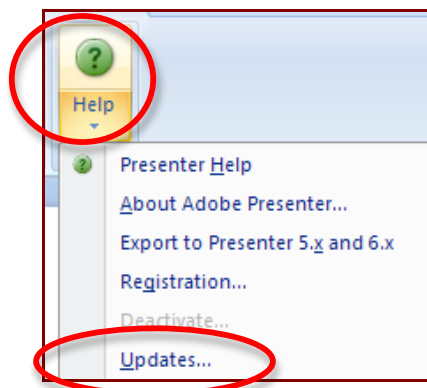 Help
Presenter Help
About Adobe Presenter...
Export to Presenter 5.x and 6.x
Registration...
Deactivate...
Updates...